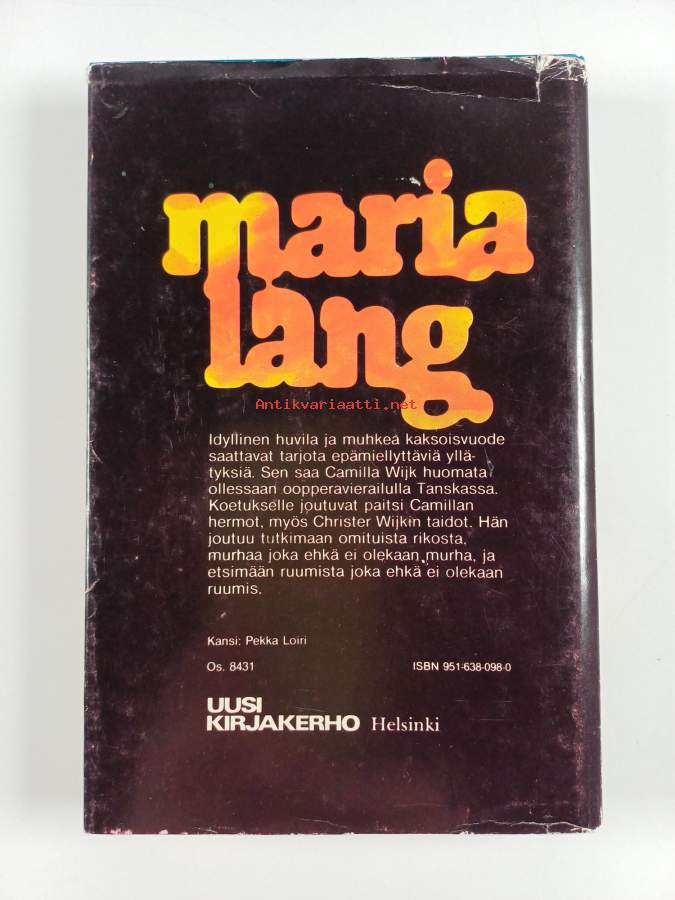 maria
lang
Antikvariaatti.net
Idyllinen huvila ja muhkea kaksoisvuode
saattavat tarjota epämiellyttäviä yllä-
tyksiä. Sen saa Camilla Wijk huomata
ollessaan oopperavierailulla Tanskassa.
Koetukselle joutuvat paitsi Camillan
hermot, myös Christer Wijkin taidot. Hän
joutuu tutkimaan omituista rikosta,
murhaa joka ehkä ei olekaan murha, ja
etsimään ruumista joka ehkä ei olekaan
ruumis.
Kansi: Pekka Loiri
Os. 8431 ISBN 951-638-098-0
UUSI
KIRJAKERHO Helsinki